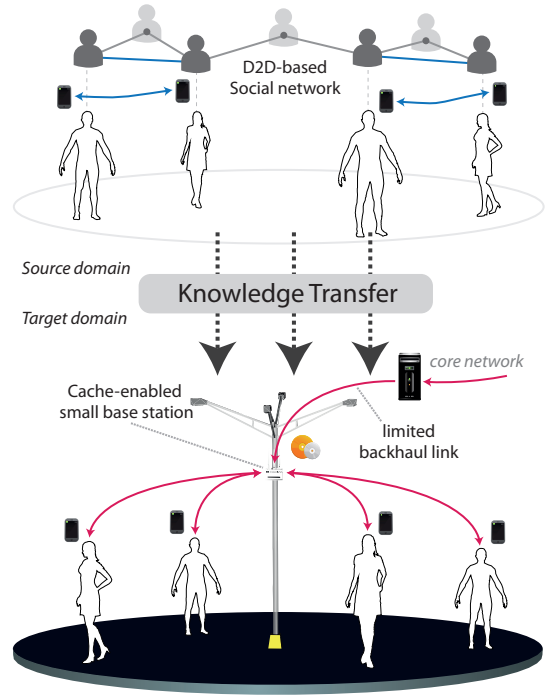 D2D-based
Social network
Source domain
Knowledge Transfer
Target domain
core network
Cache-enabled
small base station
limited
backhaul link